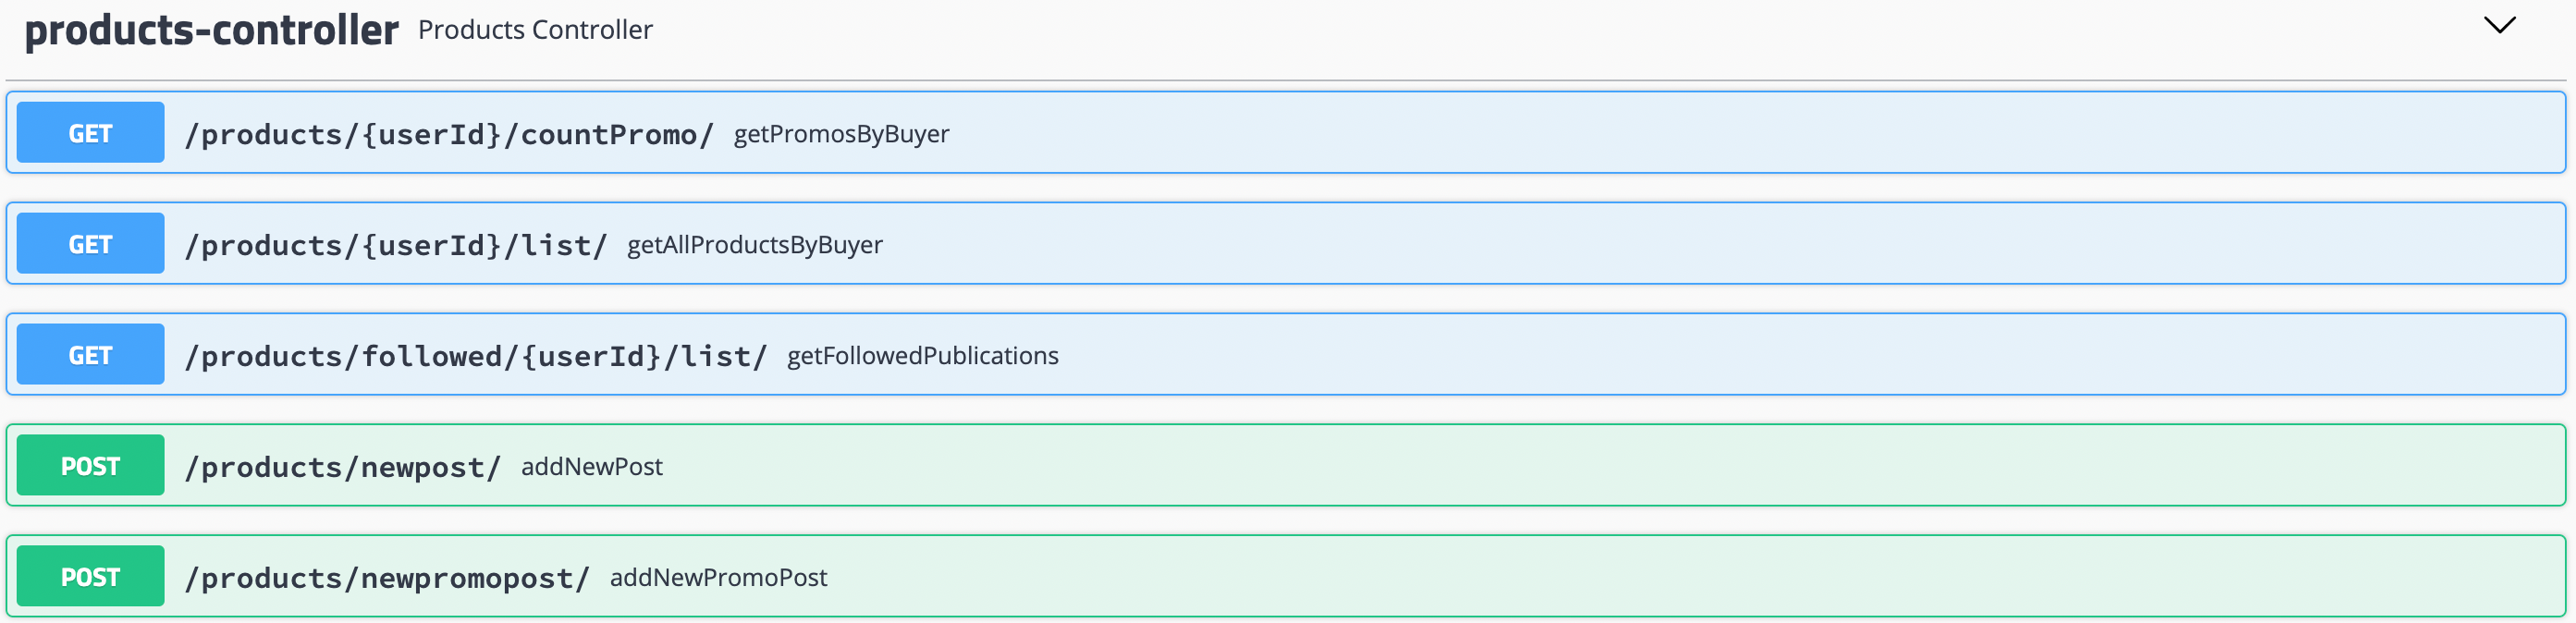 products-controller Products Controller
GET /products/{userId}/countPromo/ getPromosByBuyer
GET /products/{userId}/list/ getAllProductsByBuyer
GET /products/followed/{userId}/list/ getFollowedPublications
POST /products/newpost/ addNewPost
POST /products/newpromopost/ addNewPromoPost